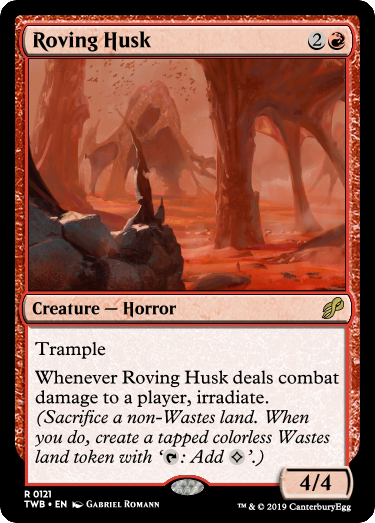 Roving Husk 2
Creature — Horror
Trample
Whenever Roving Husk deals combat
damage to a player, irradiate.
(Sacrifice a non-Wastes land. When
you do, create a tapped colorless Wastes
land token with ‘: Add .’)
4/4
R 0121
TWB • EN GABRIEL ROMANN
™ & © 2019 CanterburyEgg